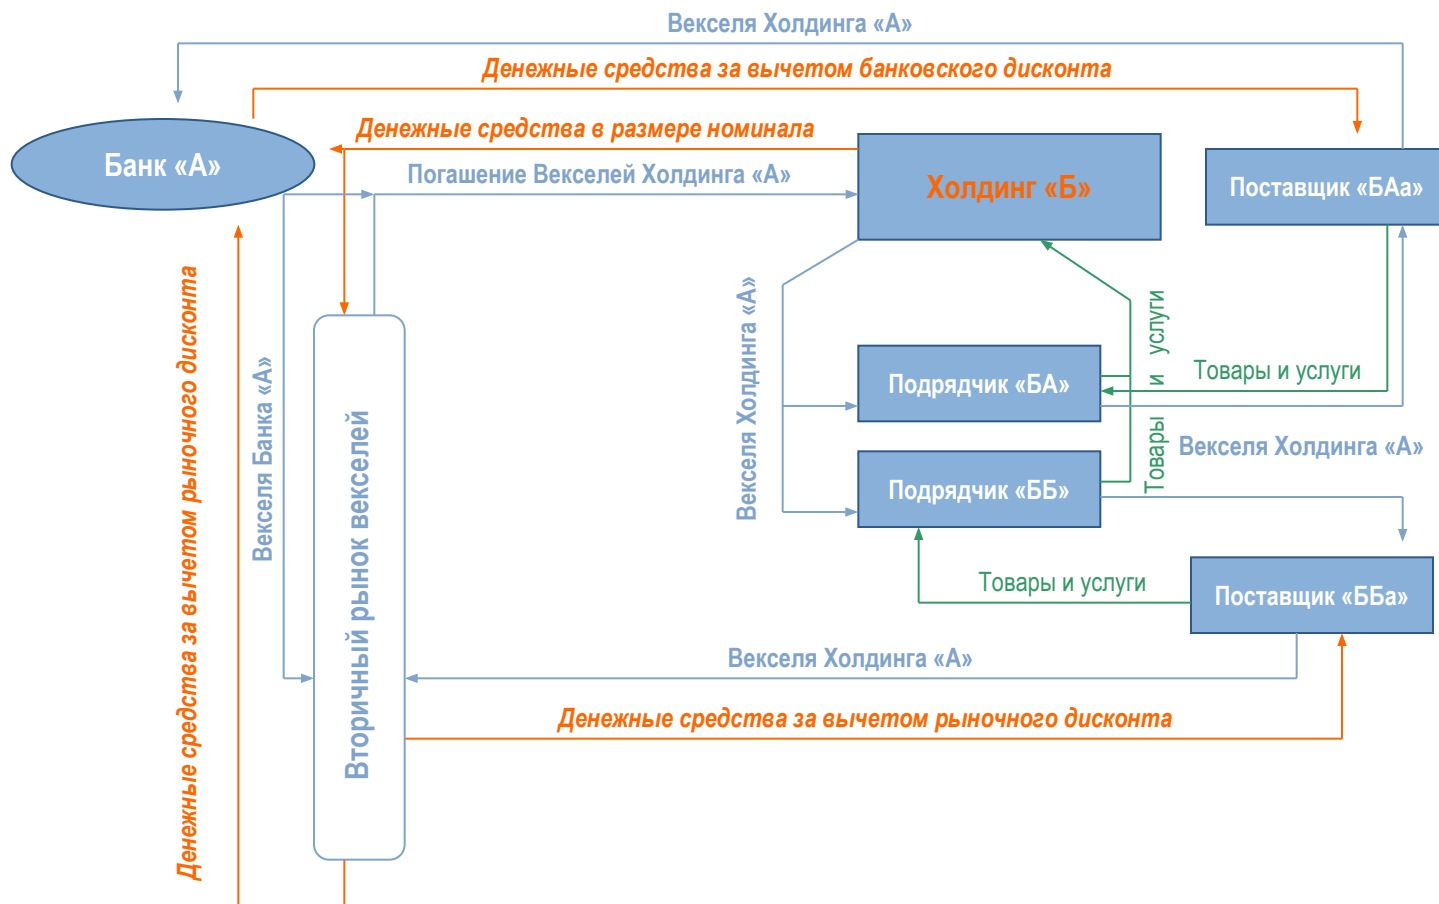 Векселя Холдинга «А»
Денежные средства за вычетом банковского дисконта
Денежные средства в размере номинала
Банк «А»
Погашение Векселей Холдинга «А»
Холдинг «Б»
Поставщик «БАа»
Денежные средства за вычетом рыночного дисконта
Векселя Банка «А»
Вторичный рынок векселей
Векселя Холдинга «А»
Товары и услуги
Подрядчик «БА»
Товары и услуги
Векселя Холдинга «А»
Подрядчик «ББ»
Товары и услуги
Поставщик «ББа»
Векселя Холдинга «А»
Денежные средства за вычетом рыночного дисконта